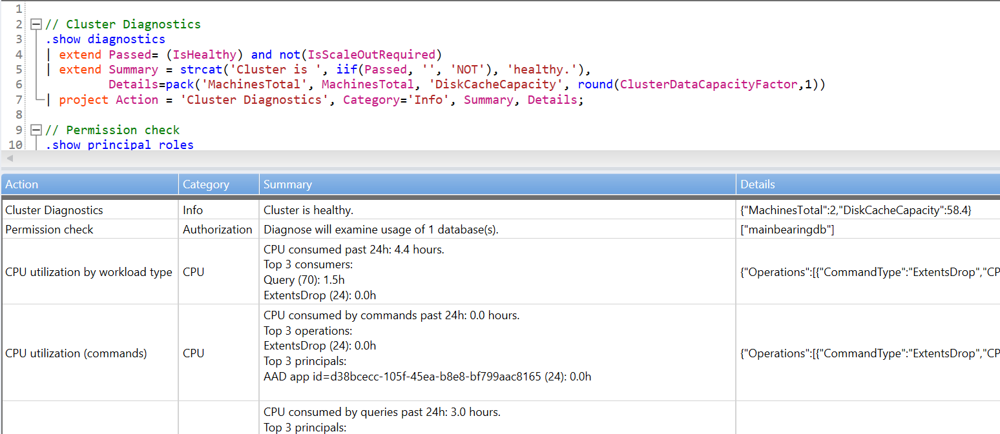 1
2 // Cluster Diagnostics
3 .show diagnostics
4 | extend Passed= (IsHealthy) and not(IsScaleOutRequired)
5 | extend Summary = strcat('Cluster is ', iif(Passed, '', 'NOT'), 'healthy.'),
6 Details=pack('MachinesTotal', MachinesTotal, 'DiskCacheCapacity', round(ClusterDataCapacityFactor,1))
7 | project Action = 'Cluster Diagnostics', Category='Info', Summary, Details;
8
9 // Permission check
10 .show principal roles
Action Category Summary Details
Cluster Diagnostics Info Cluster is healthy. {"MachinesTotal":2,"DiskCacheCapacity":58.4}
Permission check Authorization Diagnose will examine usage of 1 database(s). ["mainbearingdb"]
CPU consumed past 24h: 4.4 hours.
Top 3 consumers:
CPU utilization by workload type CPU Query (70): 1.5h {"Operations":[{"CommandType":"ExtentsDrop","CP
ExtentsDrop (24): 0.0h
CPU consumed by commands past 24h: 0.0 hours.
Top 3 operations:
ExtentsDrop (24): 0.0h
CPU utilization (commands) CPU Top 3 principals: {"Operations":[{"CommandType":"ExtentsDrop","CP
AAD app id=d38bcecc-105f-45ea-b8e8-bf799aac8165 (24): 0.0h
CPU consumed by queries past 24h: 3.0 hours.
Top 3 principals: